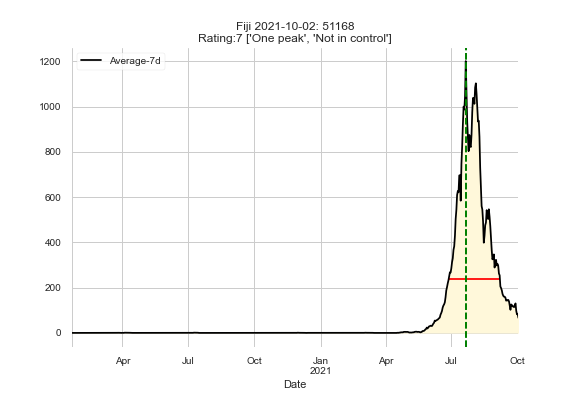 Fiji 2021-10-02: 51168
Rating:7 ['One peak', 'Not in control']
Average-7d
1200
1000
800
600
400
200
0
Apr
Jul
Oct
Jan
2021
Apr
Jul
Oct
Date